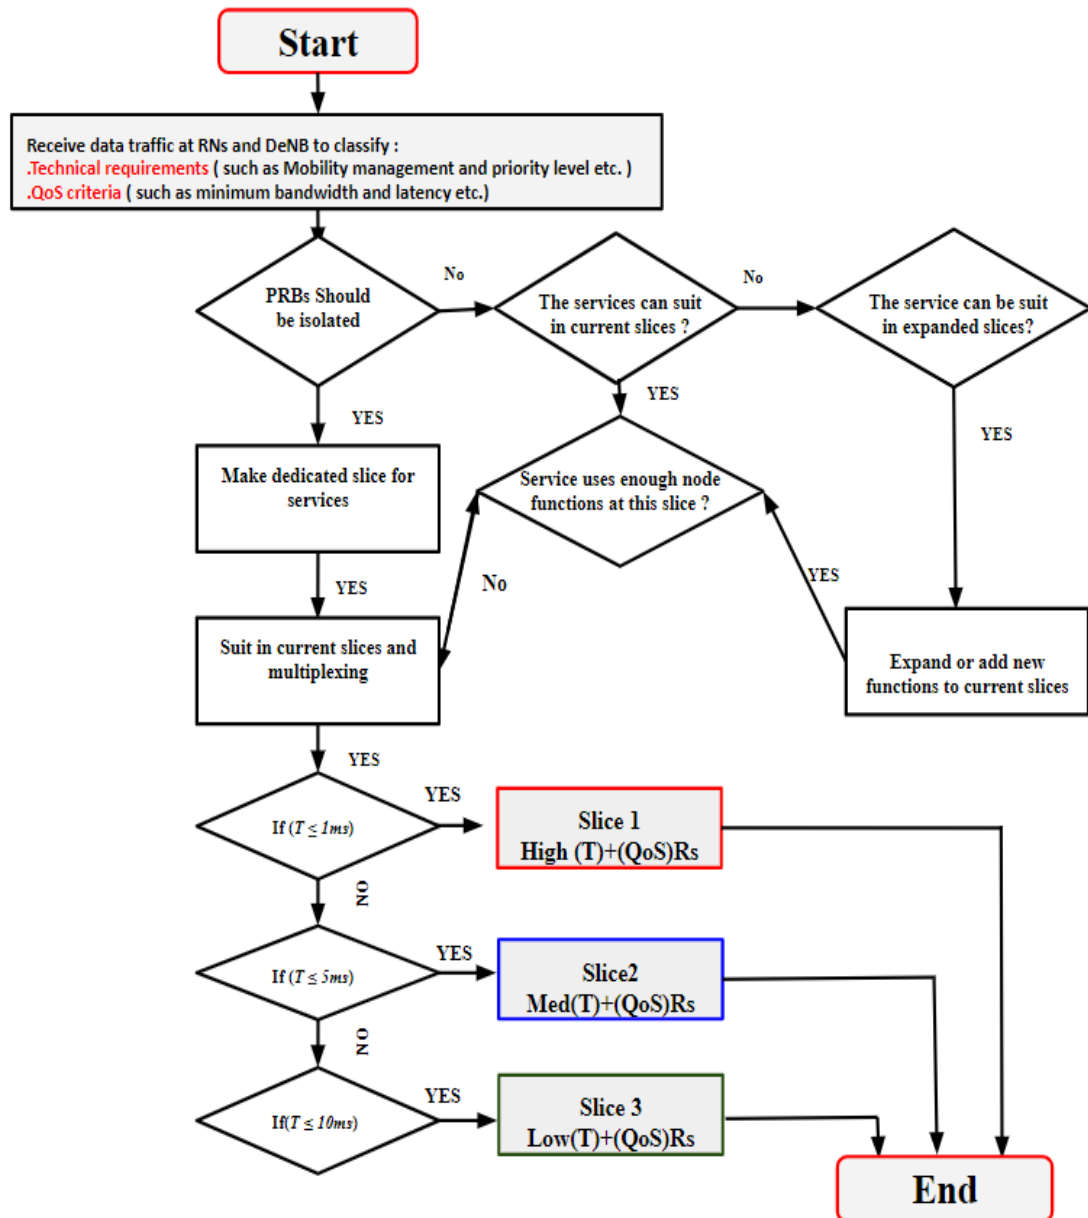 Start
Receive data traffic at RNs and DeNB to classify :
.Technical requirements ( such as Mobility management and priority level etc. )
.QoS criteria ( such as minimum bandwidth and latency etc.)
PRBs Should
be isolated
No
The services can suit
in current slices ?
No
The service can be suit
in expanded slices?
YES
YES
YES
Make dedicated slice for
services
Service uses enough node
functions at this slice ?
YES
No
YES
Suit in current slices and
multiplexing
Expand or add new
functions to current slices
YES
If (T ≤ 1ms)
YES
Slice 1
High (T)+(QoS)Rs
NO
If (T ≤ 5ms)
YES
Slice2
Med(T)+(QoS)Rs
NO
If(T ≤ 10ms)
YES
Slice 3
Low(T)+(QoS)Rs
End